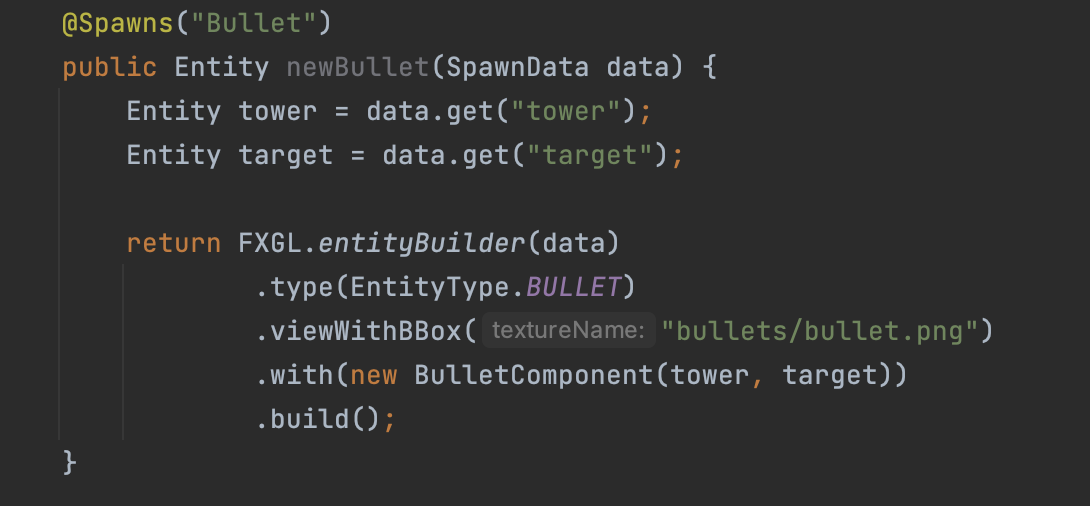 @Spawns("Bullet")
public Entity newBullet(SpawnData data) {
    Entity tower = data.get("tower");
    Entity target = data.get("target");

    return FXGL.entityBuilder(data)
            .type(EntityType.BULLET)
            .viewWithBBox( textureName: "bullets/bullet.png")
            .with(new BulletComponent(tower, target))
            .build();
}